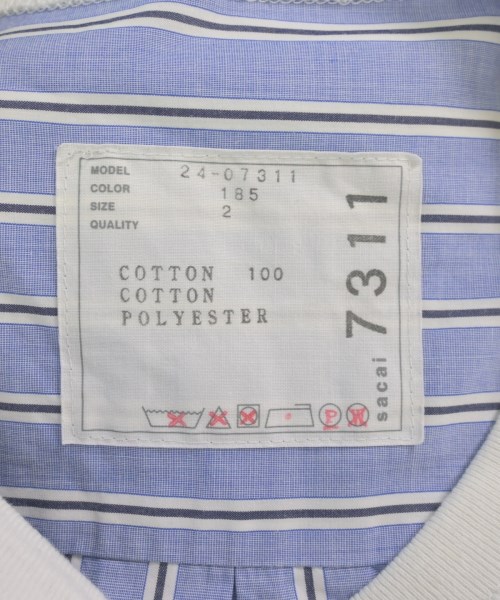 MODEL 24-07311
COLOR 185
SIZE 2
QUALITY
COTTON 100
COTTON
POLYESTER
sacai 7311
P W